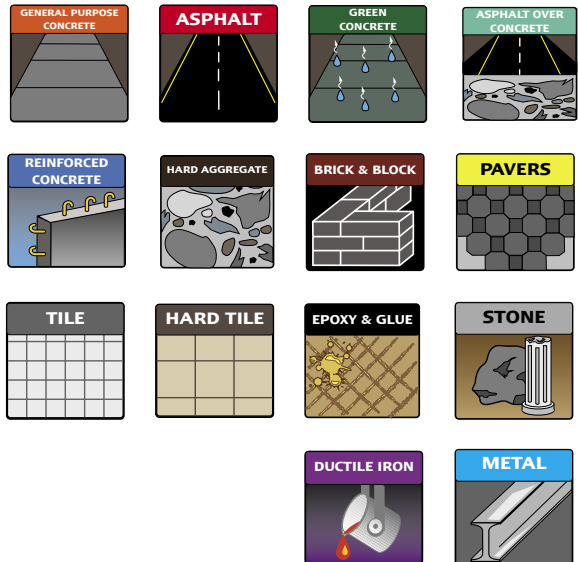 GENERAL PURPOSE
CONCRETE
ASPHALT
GREEN
CONCRETE
ASPHALT OVER
CONCRETE
REINFORCED
CONCRETE
HARD AGGREGATE
BRICK & BLOCK
PAVERS
TILE
HARD TILE
EPOXY & GLUE
STONE
DUCTILE IRON
METAL